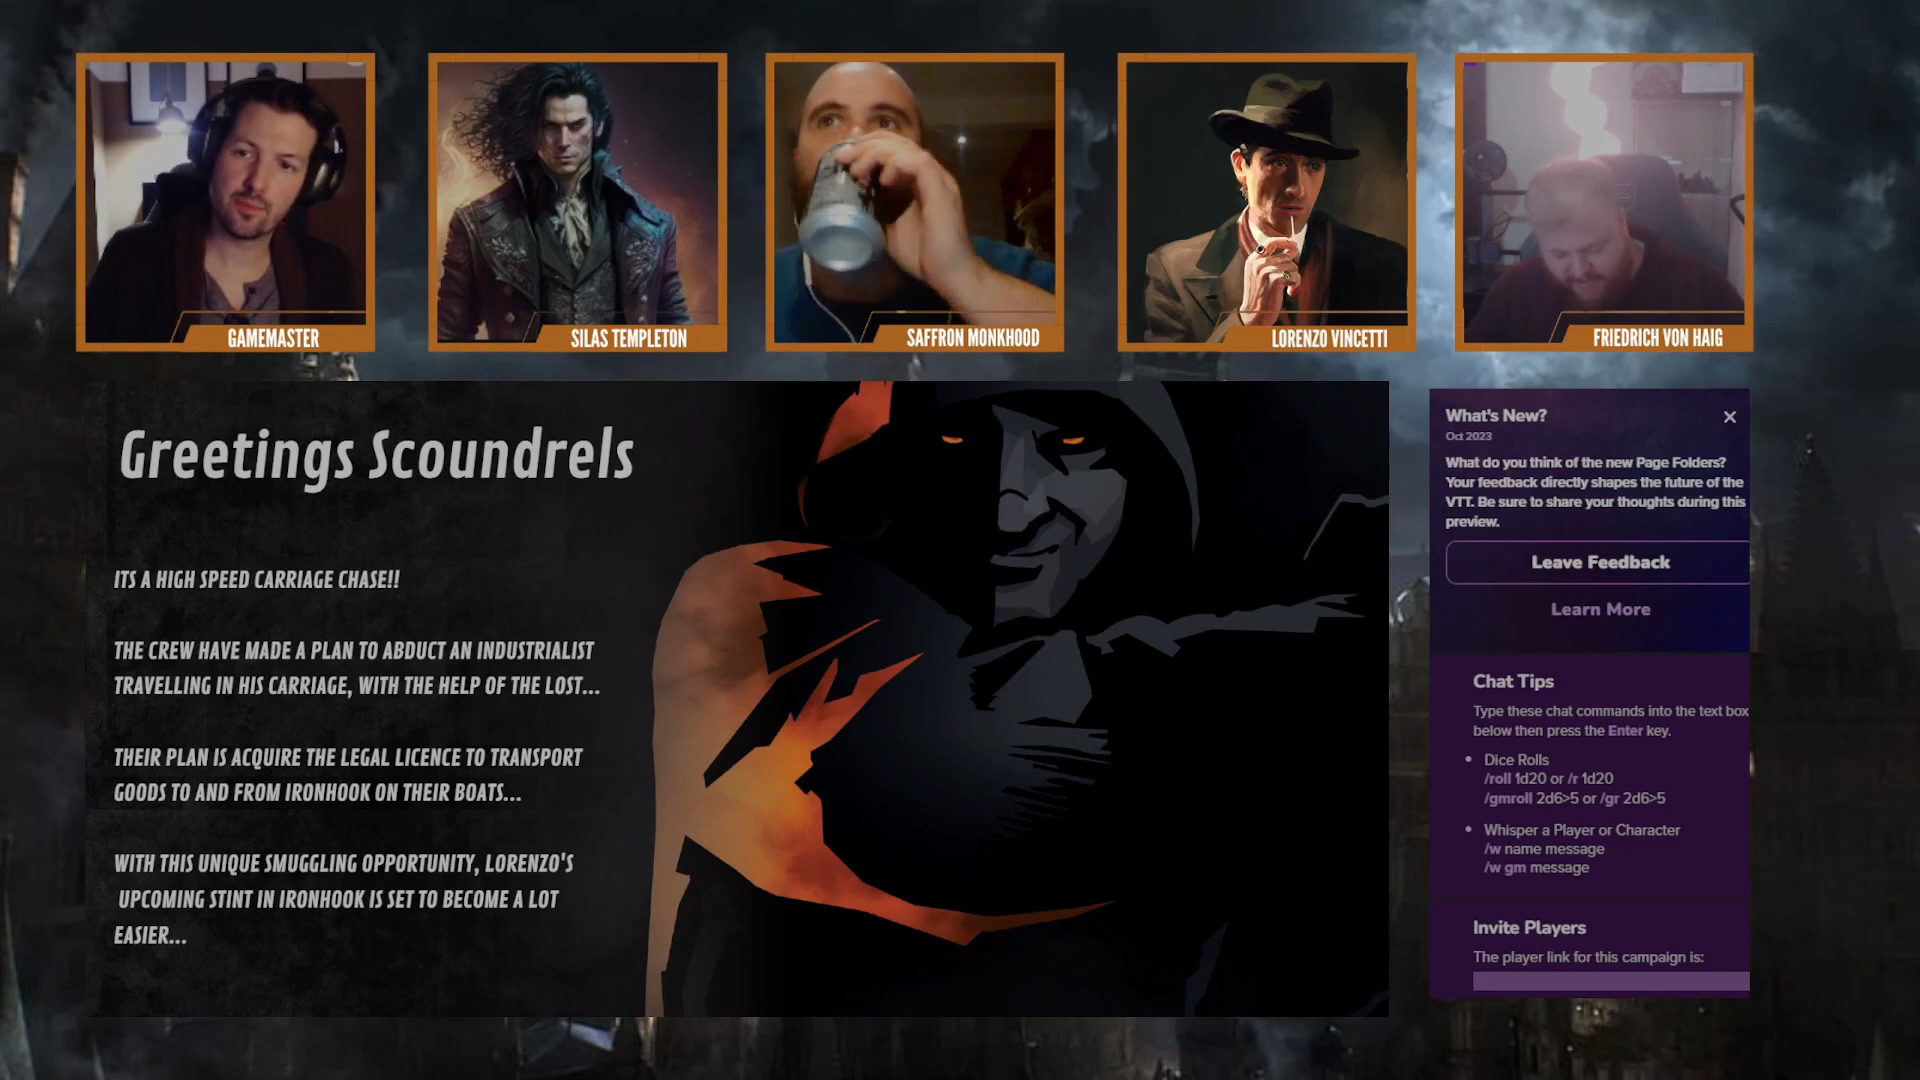 GAMEMASTER
SILAS TEMPLETON
SAFFRON MONKHOOD
LORENZO VINCETTI
FRIEDRICH VON HAIG
Greetings Scoundrels
ITS A HIGH SPEED CARRIAGE CHASE!!
THE CREW HAVE MADE A PLAN TO ABDUCT AN INDUSTRIALIST
TRAVELLING IN HIS CARRIAGE, WITH THE HELP OF THE LOST...
THEIR PLAN IS ACQUIRE THE LEGAL LICENCE TO TRANSPORT
GOODS TO AND FROM IRONHOOK ON THEIR BOATS...
WITH THIS UNIQUE SMUGGLING OPPORTUNITY, LORENZO'S
UPCOMING STINT IN IRONHOOK IS SET TO BECOME A LOT
EASIER...
What's New?
Oct 2023
What do you think of the new Page Folders?
Your feedback directly shapes the future of the
VTT. Be sure to share your thoughts during this
preview.
Leave Feedback
Learn More
Chat Tips
Type these chat commands into the text box
below then press the Enter key.
• Dice Rolls
/roll 1d20 or /r 1d20
/gmroll 2d6>5 or /gr 2d6>5
• Whisper a Player or Character
/w name message
/w gm message
Invite Players
The player link for this campaign is: